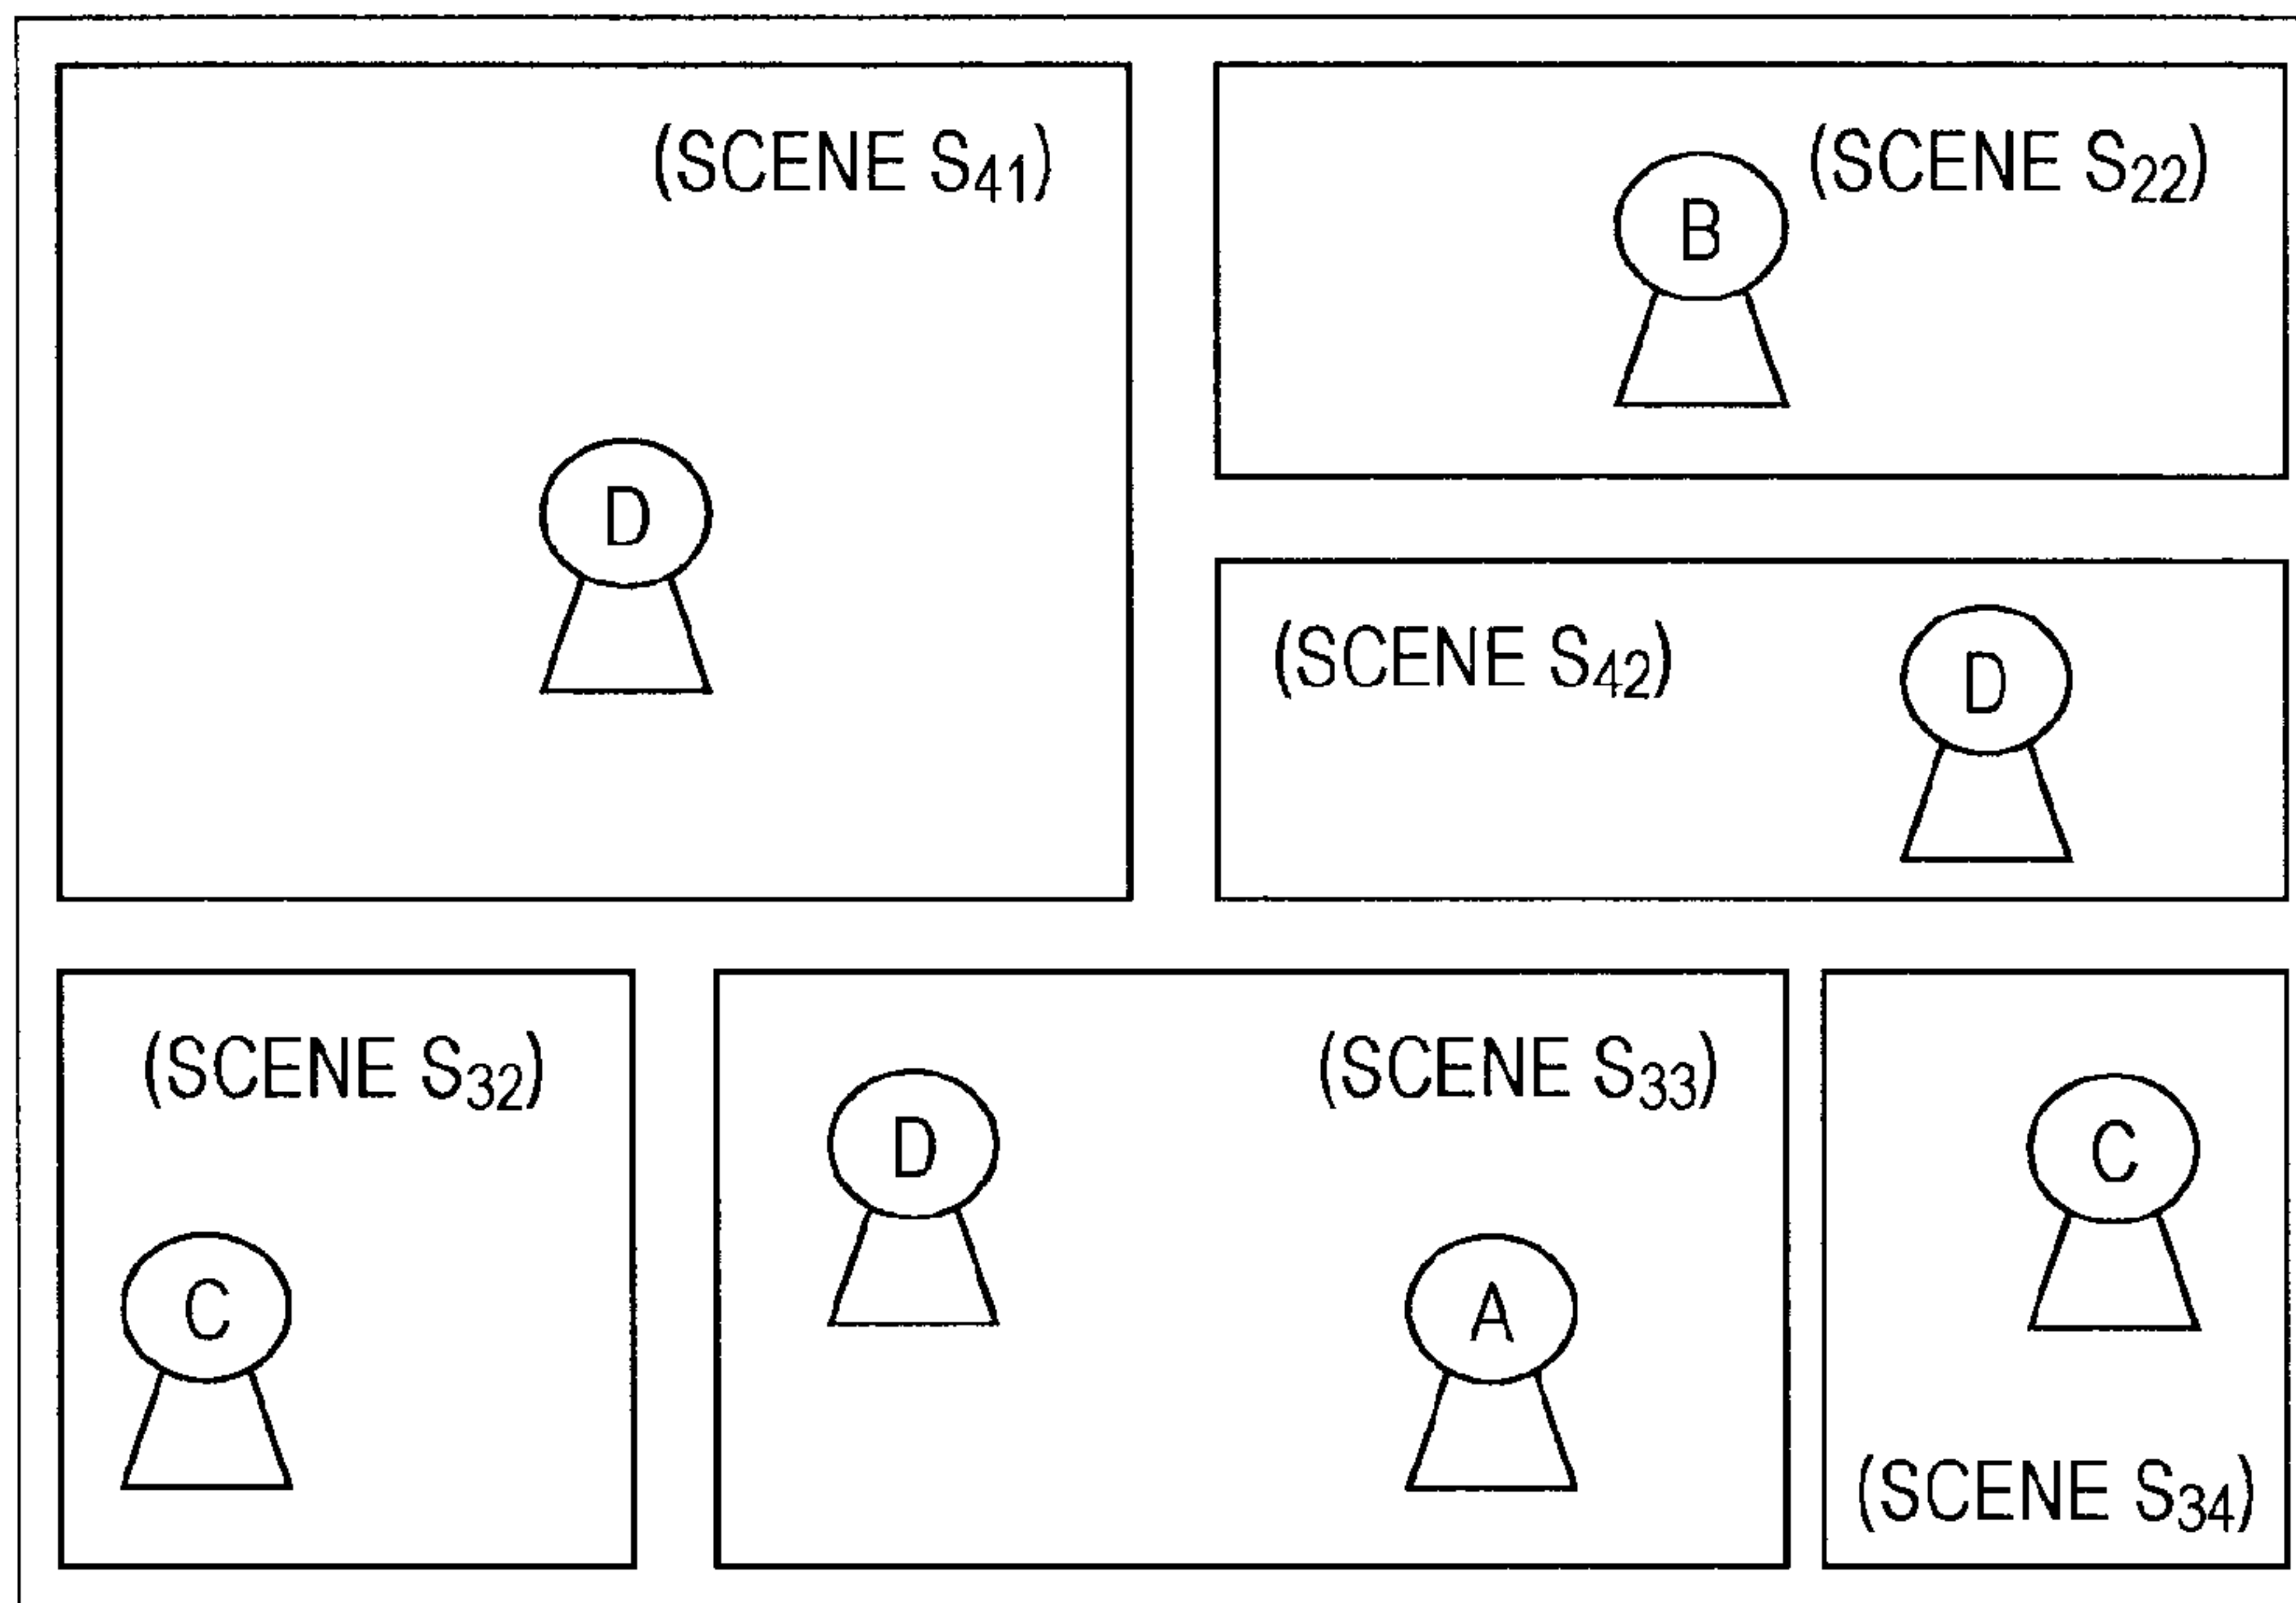 (SCENE S41)
D
(SCENE S22)
B
(SCENE S42)
D
(SCENE S32)
C
(SCENE S33)
D
A
C
(SCENE S34)